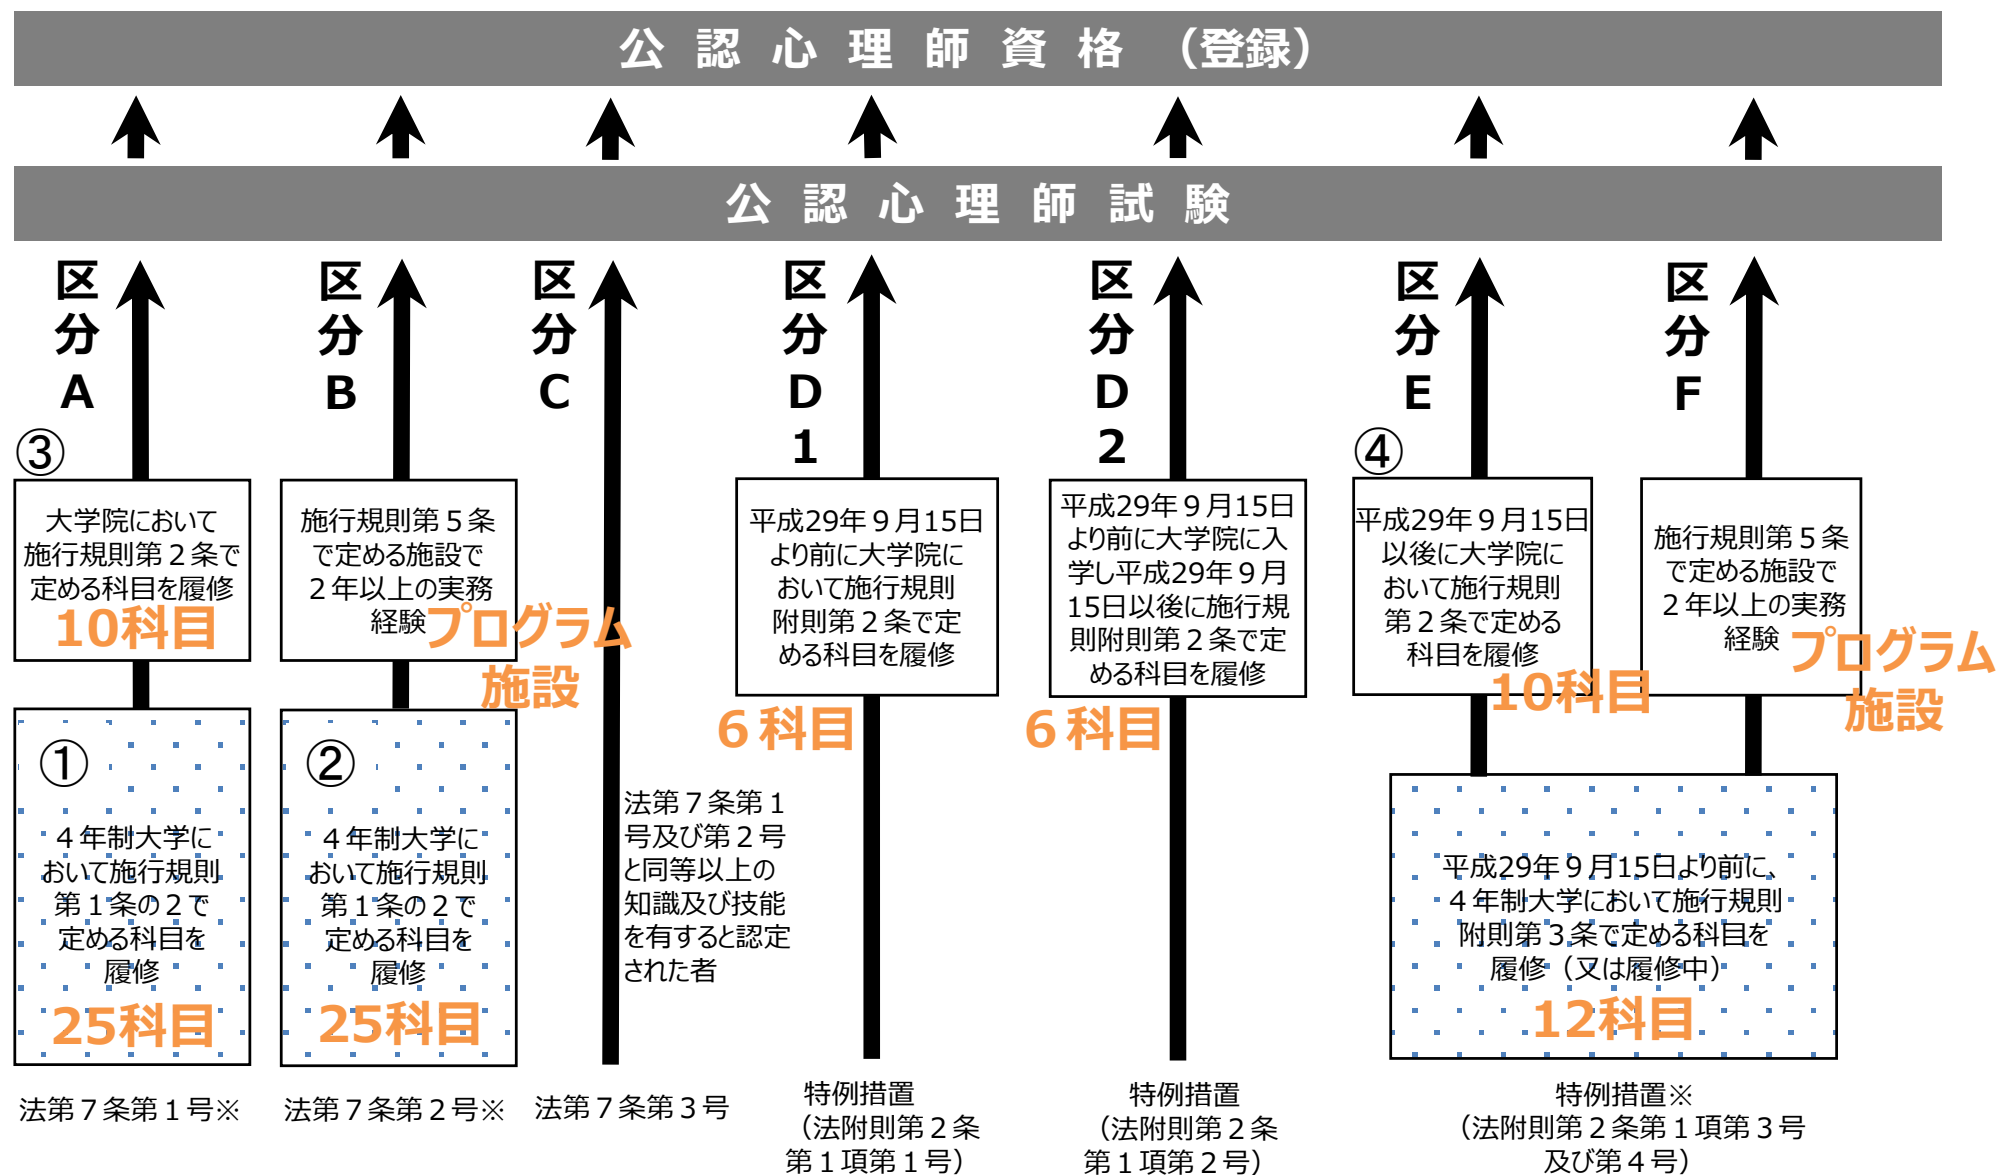 公認心理師資格（登録）
公認心理師試験
区分A
区分B
区分C
区分D1
区分D2
区分E
区分F
③
大学院において
施行規則第２条で
定める科目を履修
10科目
①
４年制大学に
おいて施行規則
第１条の２で
定める科目を
履修
25科目
法第７条第１号※
施行規則第５条
で定める施設で
２年以上の実務
経験
プログラム
施設
②
４年制大学に
おいて施行規則
第１条の２で
定める科目を
履修
25科目
法第７条第２号※
法第７条第１
号及び第２号
と同等以上の
知識及び技能
を有すると認定
された者
法第７条第３号
平成29年９月15日
より前に大学院に
おいて施行規則
附則第２条で定
める科目を履修
６科目
特例措置
（法附則第２条
第１項第１号）
平成29年９月15日
より前に大学院に入
学し平成29年９月
15日以後に施行規
則附則第２条で定
める科目を履修
６科目
特例措置
（法附則第２条
第１項第２号）
④
平成29年９月15日
以後に大学院に
おいて施行規則
第２条で定める
科目を履修
10科目
施行規則第５条
で定める施設で
２年以上の実務
経験
プログラム
施設
平成29年９月15日より前に、
４年制大学において施行規則
附則第３条で定める科目を
履修（又は履修中）
12科目
特例措置※
（法附則第２条第１項第３号
及び第４号）